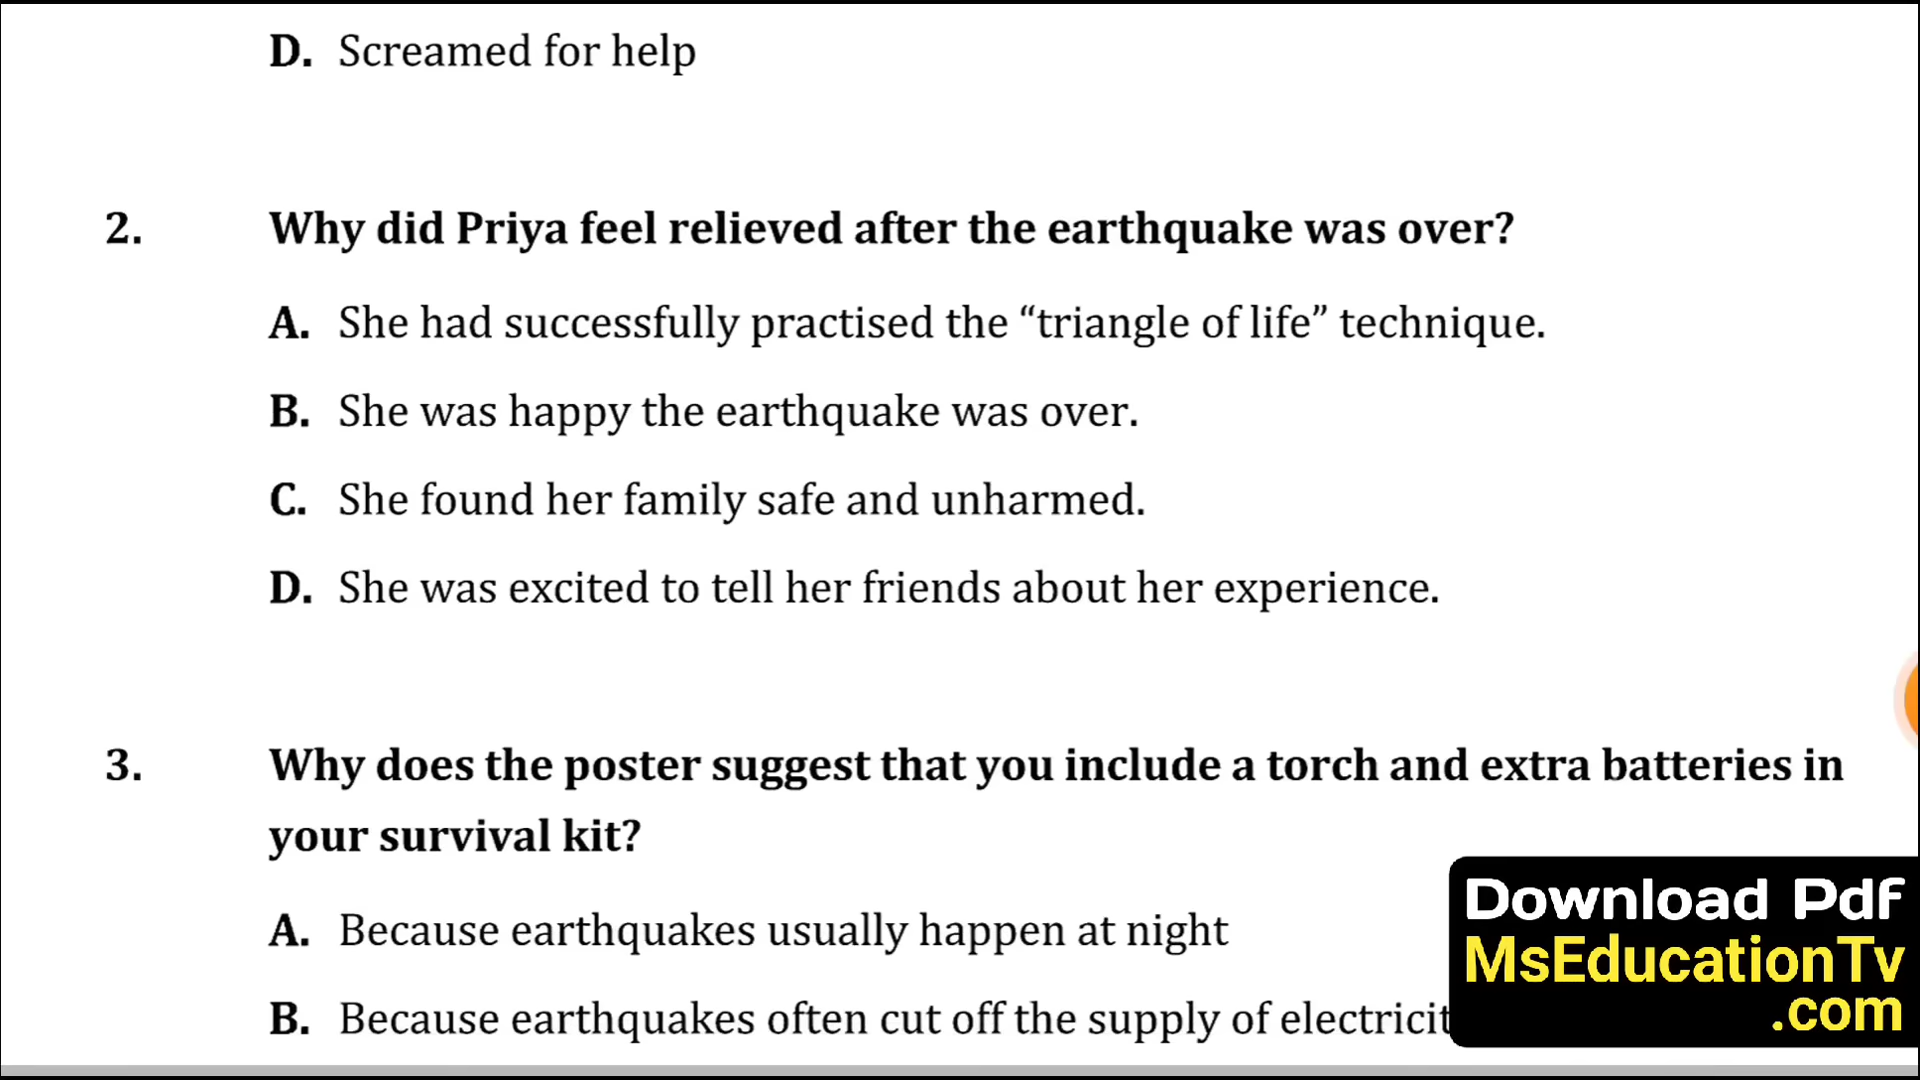 D. Screamed for help
2. Why did Priya feel relieved after the earthquake was over?
A. She had successfully practised the “triangle of life” technique.
B. She was happy the earthquake was over.
C. She found her family safe and unharmed.
D. She was excited to tell her friends about her experience.
3. Why does the poster suggest that you include a torch and extra batteries in
your survival kit?
A. Because earthquakes usually happen at night
B. Because earthquakes often cut off the supply of
Download Pdf
MsEducationTv
.com